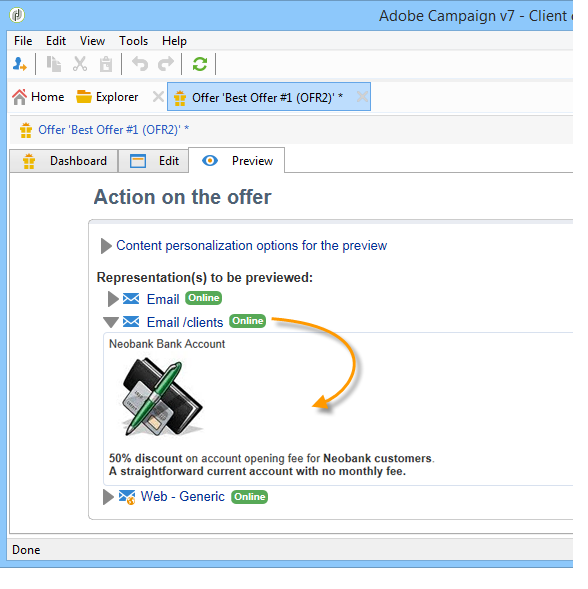 Adobe Campaign v7 - Client
File Edit View Tools Help
Home Explorer Offer 'Best Offer #1 (OFR2)' *
Offer 'Best Offer #1 (OFR2)' *
Dashboard Edit Preview
Action on the offer
Content personalization options for the preview
Representation(s) to be previewed:
Email Online
Email /clients Online
Neobank Bank Account
50% discount on account opening fee for Neobank customers.
A straightforward current account with no monthly fee.
Web - Generic Online
Done